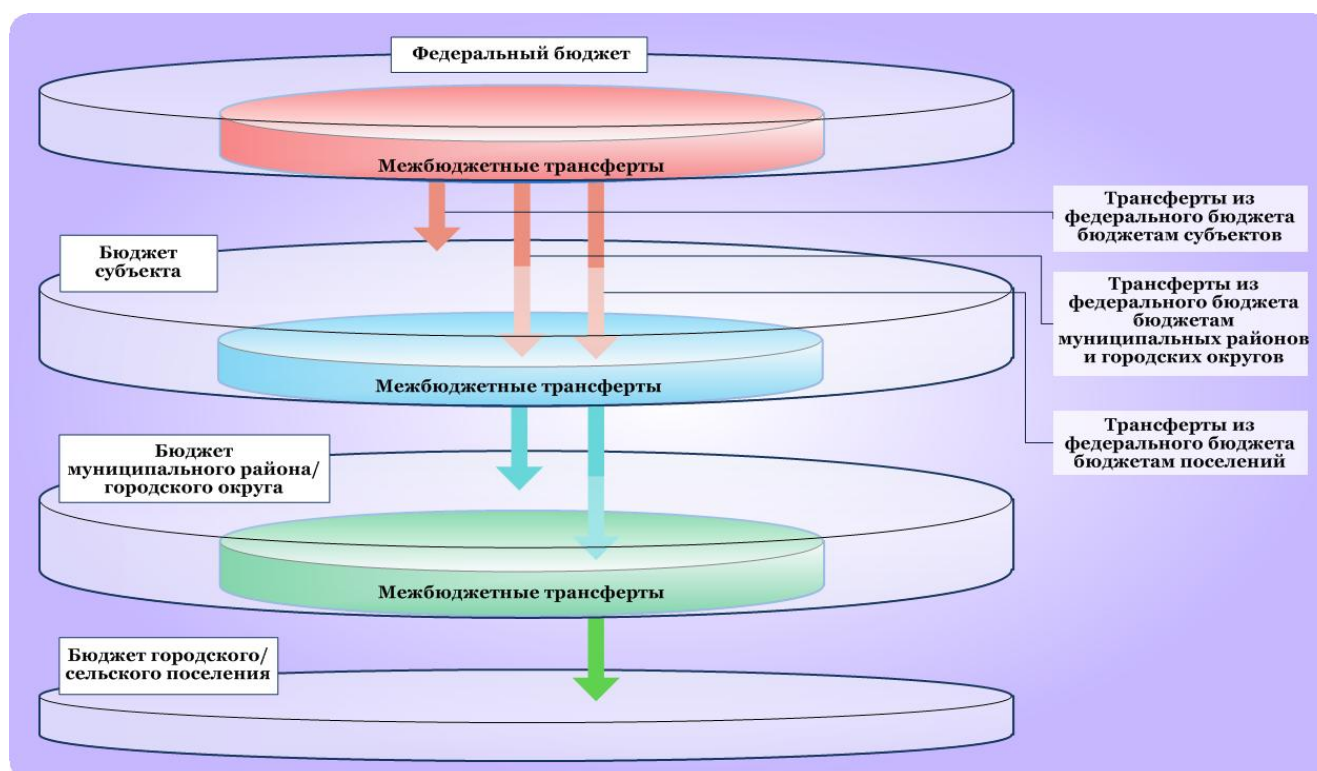 Федеральный бюджет
Межбюджетные трансферты
Трансферты из
федерального бюджета
бюджетам субъектов
Бюджет
субъекта
Трансферты из
федерального бюджета
бюджетам
муниципальных районов
и городских округов
Межбюджетные трансферты
Трансферты из
федерального бюджета
бюджетам поселений
Бюджет
муниципального района/
городского округа
Межбюджетные трансферты
Бюджет городского/
сельского поселения